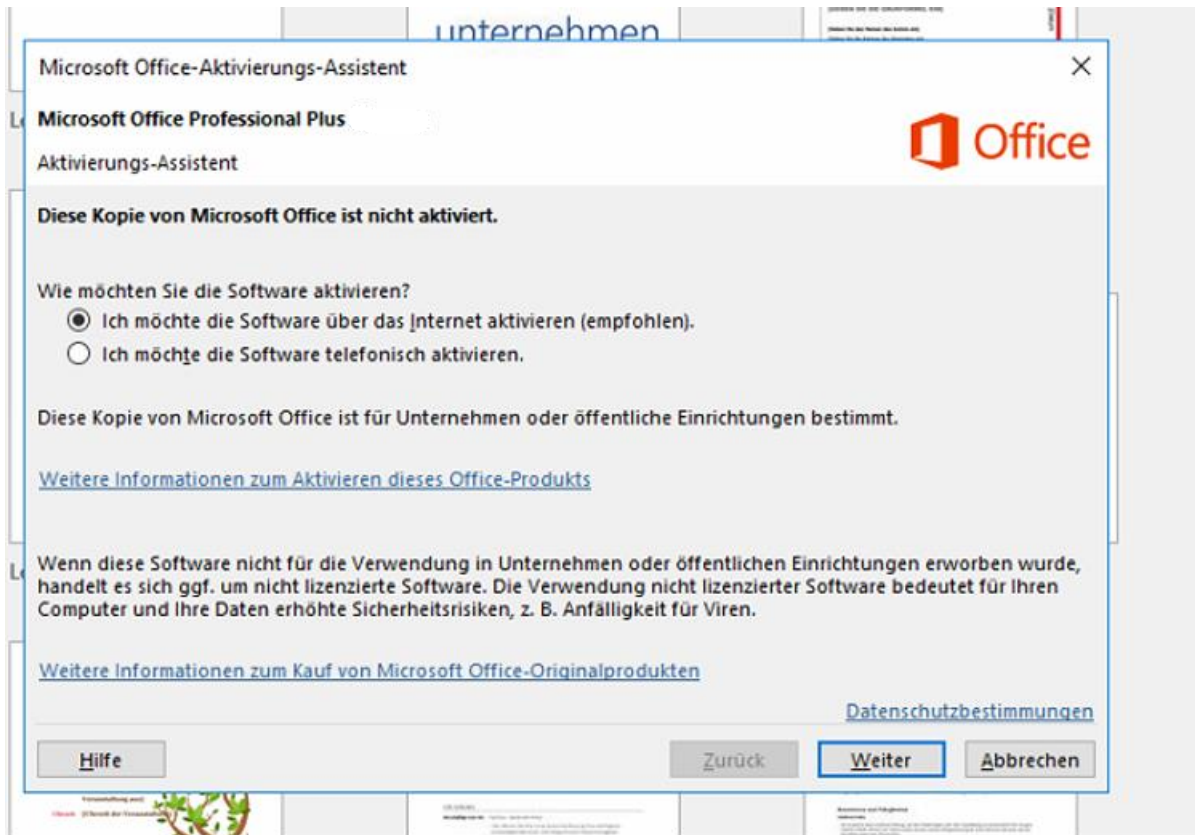 unternehmen
Microsoft Office-Aktivierungs-Assistent
Microsoft Office Professional Plus
Office
Aktivierungs-Assistent
Diese Kopie von Microsoft Office ist nicht aktiviert.
Wie möchten Sie die Software aktivieren?
Ich möchte die Software über das Internet aktivieren (empfohlen).
Ich möchte die Software telefonisch aktivieren.
Diese Kopie von Microsoft Office ist für Unternehmen oder öffentliche Einrichtungen bestimmt.
Weitere Informationen zum Aktivieren dieses Office-Produkts
Wenn diese Software nicht für die Verwendung in Unternehmen oder öffentlichen Einrichtungen erworben wurde,
handelt es sich ggf. um nicht lizenzierte Software. Die Verwendung nicht lizenzierter Software bedeutet für Ihren
Computer und Ihre Daten erhöhte Sicherheitsrisiken, z. B. Anfälligkeit für Viren.
Weitere Informationen zum Kauf von Microsoft Office-Originalprodukten
Datenschutzbestimmungen
Hilfe
Zurück
Weiter
Abbrechen